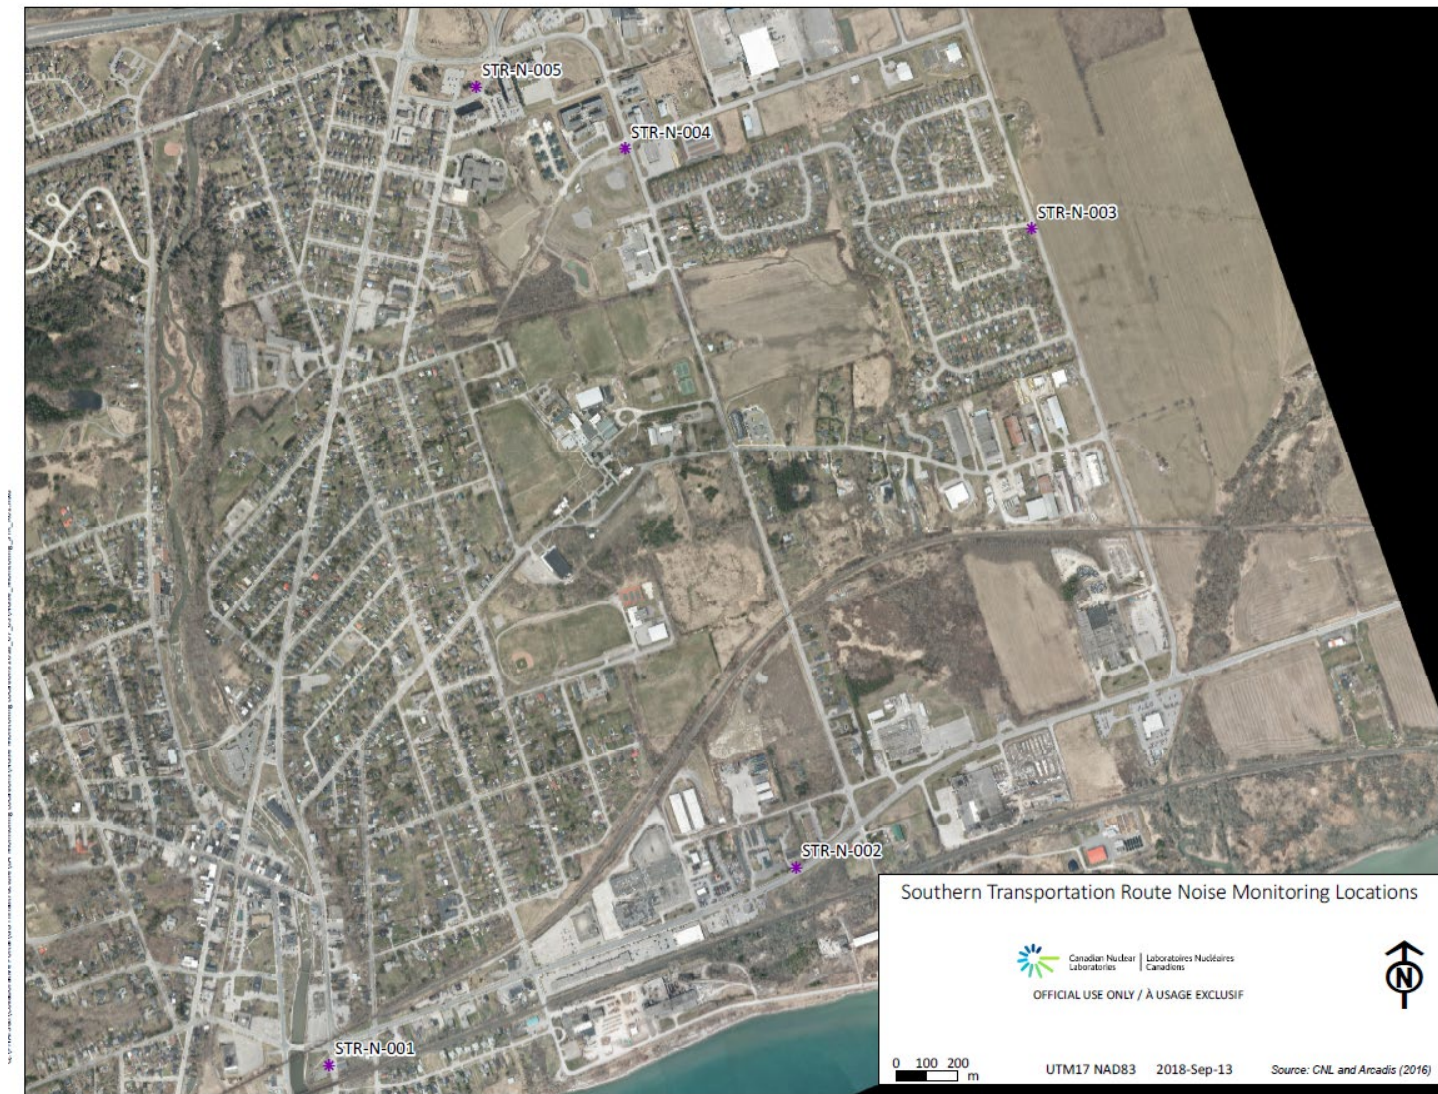 STR-N-005
STR-N-004
STR-N-003
STR-N-002
STR-N-001
Southern Transportation Route Noise Monitoring Locations
Canadian Nuclear Laboratories | Laboratoires Nucléaires Canadiens
OFFICIAL USE ONLY / À USAGE EXCLUSIF
N
0 100 200
m
UTM17 NAD83 2018-Sep-13 Source: CNL and Arcadis (2016)